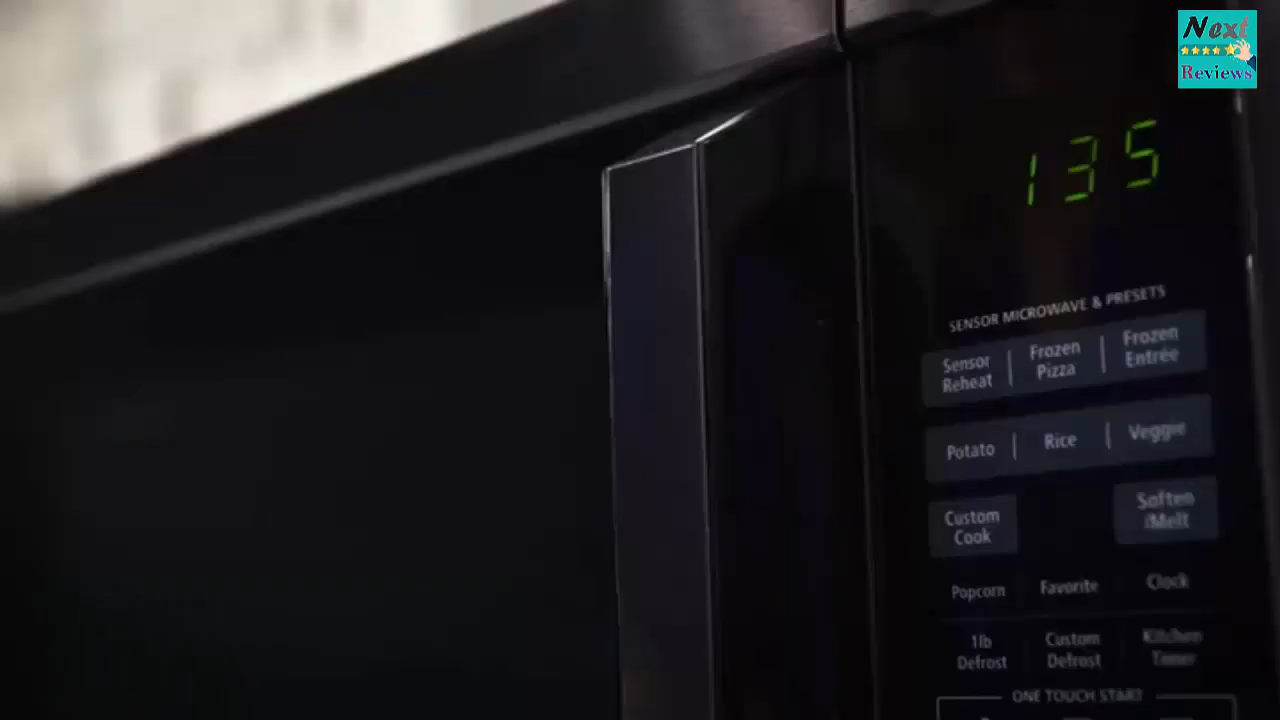 Next
Reviews
135
SENSOR MICROWAVE & PRESETS
Sensor Reheat
Frozen Pizza
Frozen Entrée
Potato
Rice
Veggie
Custom Cook
Soften /Melt
Popcorn
Favorite
Clock
1lb Defrost
Custom Defrost
Kitchen Timer
ONE TOUCH START